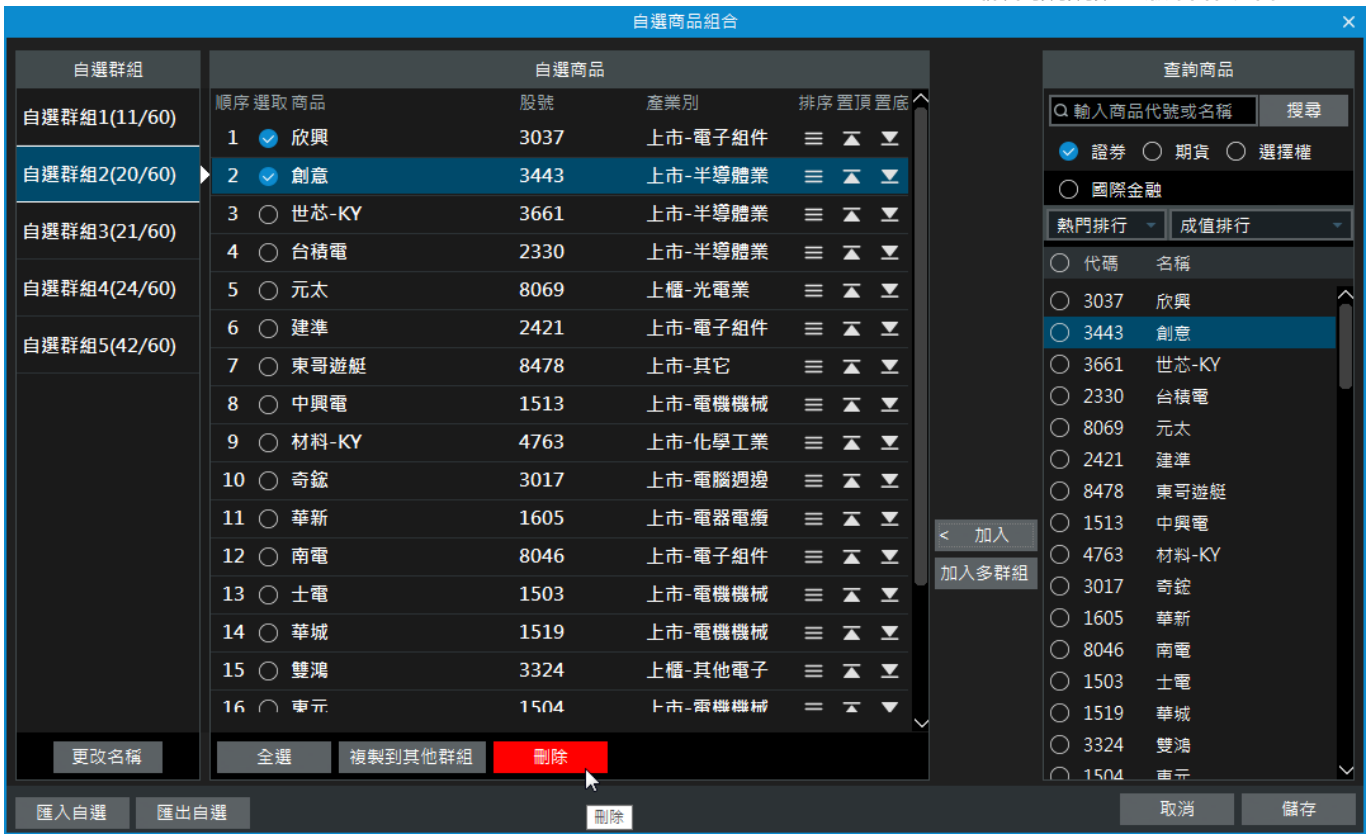 自選商品組合
自選群組
自選群組1(11/60)
自選群組2(20/60)
自選群組3(21/60)
自選群組4(24/60)
自選群組5(42/60)
更改名稱
自選商品
順序 選取 商品 股號 產業別 排序 置頂 置底
1 欣興 3037 上市-電子組件
2 創意 3443 上市-半導體業
3 世芯-KY 3661 上市-半導體業
4 台積電 2330 上市-半導體業
5 元太 8069 上櫃-光電業
6 建準 2421 上市-電子組件
7 東哥遊艇 8478 上市-其它
8 中興電 1513 上市-電機機械
9 材料-KY 4763 上市-化學工業
10 奇鋐 3017 上市-電腦週邊
11 華新 1605 上市-電器電纜
12 南電 8046 上市-電子組件
13 士電 1503 上市-電機機械
14 華城 1519 上市-電機機械
15 雙鴻 3324 上櫃-其他電子
16 東元 1504 上市-電機機械
全選 複製到其他群組 刪除
< 加入
加入多群組
查詢商品
輸入商品代號或名稱 搜尋
證券 期貨 選擇權
國際金融
熱門排行 成值排行
代碼 名稱
3037 欣興
3443 創意
3661 世芯-KY
2330 台積電
8069 元太
2421 建準
8478 東哥遊艇
1513 中興電
4763 材料-KY
3017 奇鋐
1605 華新
8046 南電
1503 士電
1519 華城
3324 雙鴻
1504 東元
匯入自選 匯出自選 刪除 取消 儲存